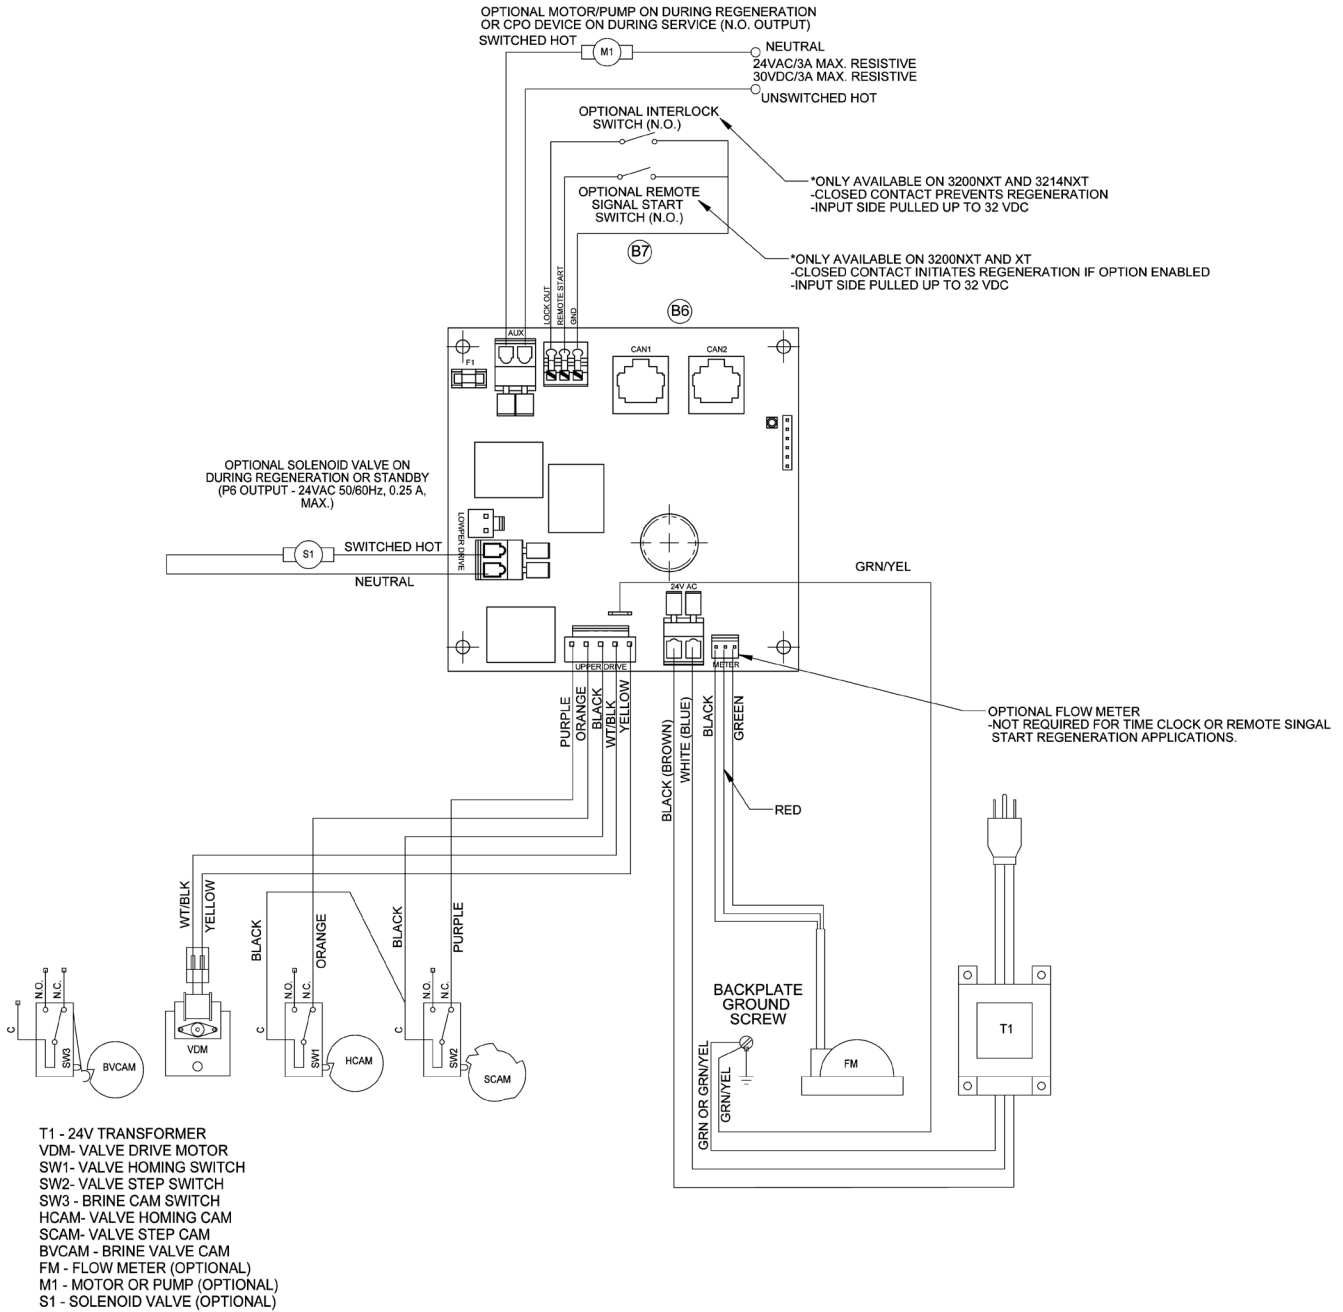 OPTIONAL MOTOR/PUMP ON DURING REGENERATION
OR CPO DEVICE ON DURING SERVICE (N.O. OUTPUT)
SWITCHED HOT
M1
NEUTRAL
24VAC/3A MAX. RESISTIVE
30VDC/3A MAX. RESISTIVE
UNSWITCHED HOT
OPTIONAL INTERLOCK
SWITCH (N.O.)
*ONLY AVAILABLE ON 3200NXT AND 3214NXT
-CLOSED CONTACT PREVENTS REGENERATION
-INPUT SIDE PULLED UP TO 32 VDC
OPTIONAL REMOTE
SIGNAL START
SWITCH (N.O.)
B7
*ONLY AVAILABLE ON 3200NXT AND XT
-CLOSED CONTACT INITIATES REGENERATION IF OPTION ENABLED
-INPUT SIDE PULLED UP TO 32 VDC
LOCK OUT
REMOTE START
GND
B6
AUX
F1
CAN1
CAN2
OPTIONAL SOLENOID VALVE ON
DURING REGENERATION OR STANDBY
(P6 OUTPUT - 24VAC 50/60Hz, 0.25 A,
MAX.)
LOWPER DRIVE
S1
SWITCHED HOT
NEUTRAL
GRN/YEL
24V AC
UPPER DRIVE
METER
PURPLE
ORANGE
BLACK
WT/BLK
YELLOW
BLACK (BROWN)
WHITE (BLUE)
BLACK
GREEN
OPTIONAL FLOW METER
-NOT REQUIRED FOR TIME CLOCK OR REMOTE SINGAL
START REGENERATION APPLICATIONS.
RED
WT/BLK
YELLOW
BLACK
ORANGE
BLACK
PURPLE
C
N.O.
N.C.
SW3
BVCAM
VDM
C
N.O.
N.C.
SW1
HCAM
C
N.O.
N.C.
SW2
SCAM
BACKPLATE
GROUND
SCREW
GRN OR GRN/YEL
GRN/YEL
FM
T1
T1 - 24V TRANSFORMER
VDM- VALVE DRIVE MOTOR
SW1- VALVE HOMING SWITCH
SW2- VALVE STEP SWITCH
SW3 - BRINE CAM SWITCH
HCAM- VALVE HOMING CAM
SCAM- VALVE STEP CAM
BVCAM - BRINE VALVE CAM
FM - FLOW METER (OPTIONAL)
M1 - MOTOR OR PUMP (OPTIONAL)
S1 - SOLENOID VALVE (OPTIONAL)